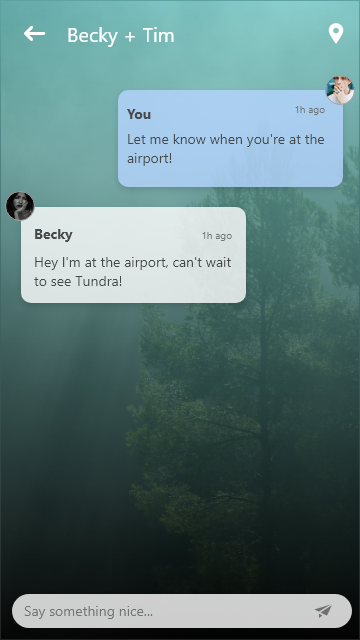 Becky + Tim
You
1h ago
Let me know when you're at the
airport!
Becky
1h ago
Hey I'm at the airport, can't wait
to see Tundra!
Say something nice...